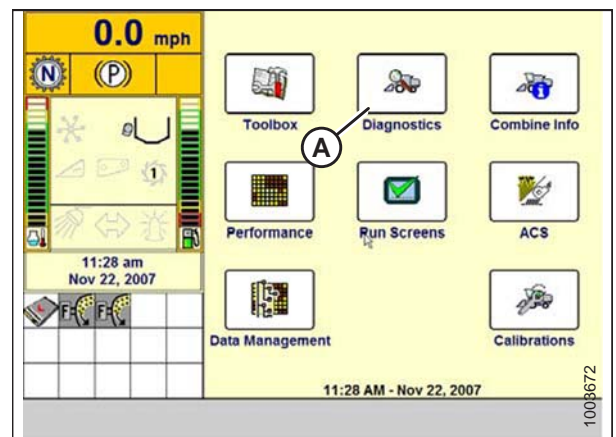 0.0 mph
N (P)
Toolbox
Diagnostics
Combine Info
A
1
Performance
Run Screens
ACS
11:28 am
Nov 22, 2007
F F
Data Management
Calibrations
11:28 AM - Nov 22, 2007
1003672